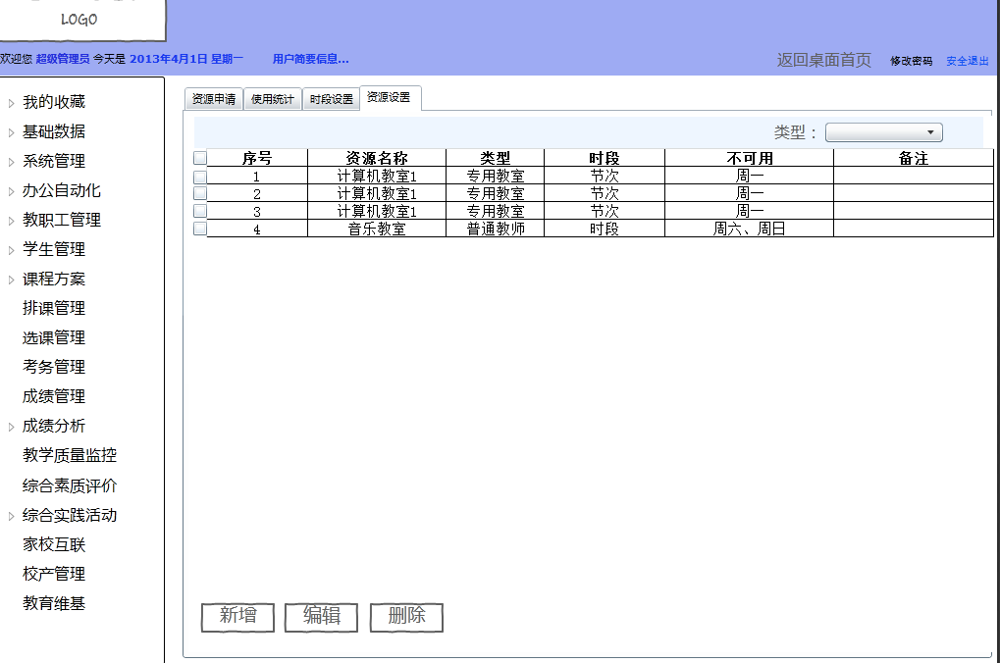 LOGO
欢迎您 超级管理员 今天是 2013年4月1日 星期一 用户简要信息... 返回桌面首页 修改密码 安全退出
我的收藏
基础数据
系统管理
办公自动化
教职工管理
学生管理
课程方案
排课管理
选课管理
考务管理
成绩管理
成绩分析
教学质量监控
综合素质评价
综合实践活动
家校互联
校产管理
教育维基
资源申请 使用统计 时段设置 资源设置
类型：
序号 资源名称 类型 时段 不可用 备注
1 计算机教室1 专用教室 节次 周一
2 计算机教室1 专用教室 节次 周一
3 计算机教室1 专用教室 节次 周一
4 音乐教室 普通教师 时段 周六、周日
新增 编辑 删除